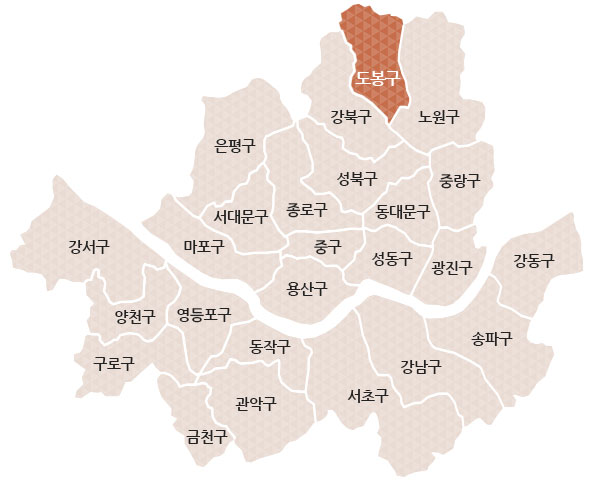 도봉구
강북구
노원구
은평구
성북구
중랑구
서대문구
종로구
동대문구
강서구
마포구
중구
성동구
광진구
강동구
용산구
양천구
영등포구
송파구
동작구
구로구
강남구
서초구
관악구
금천구